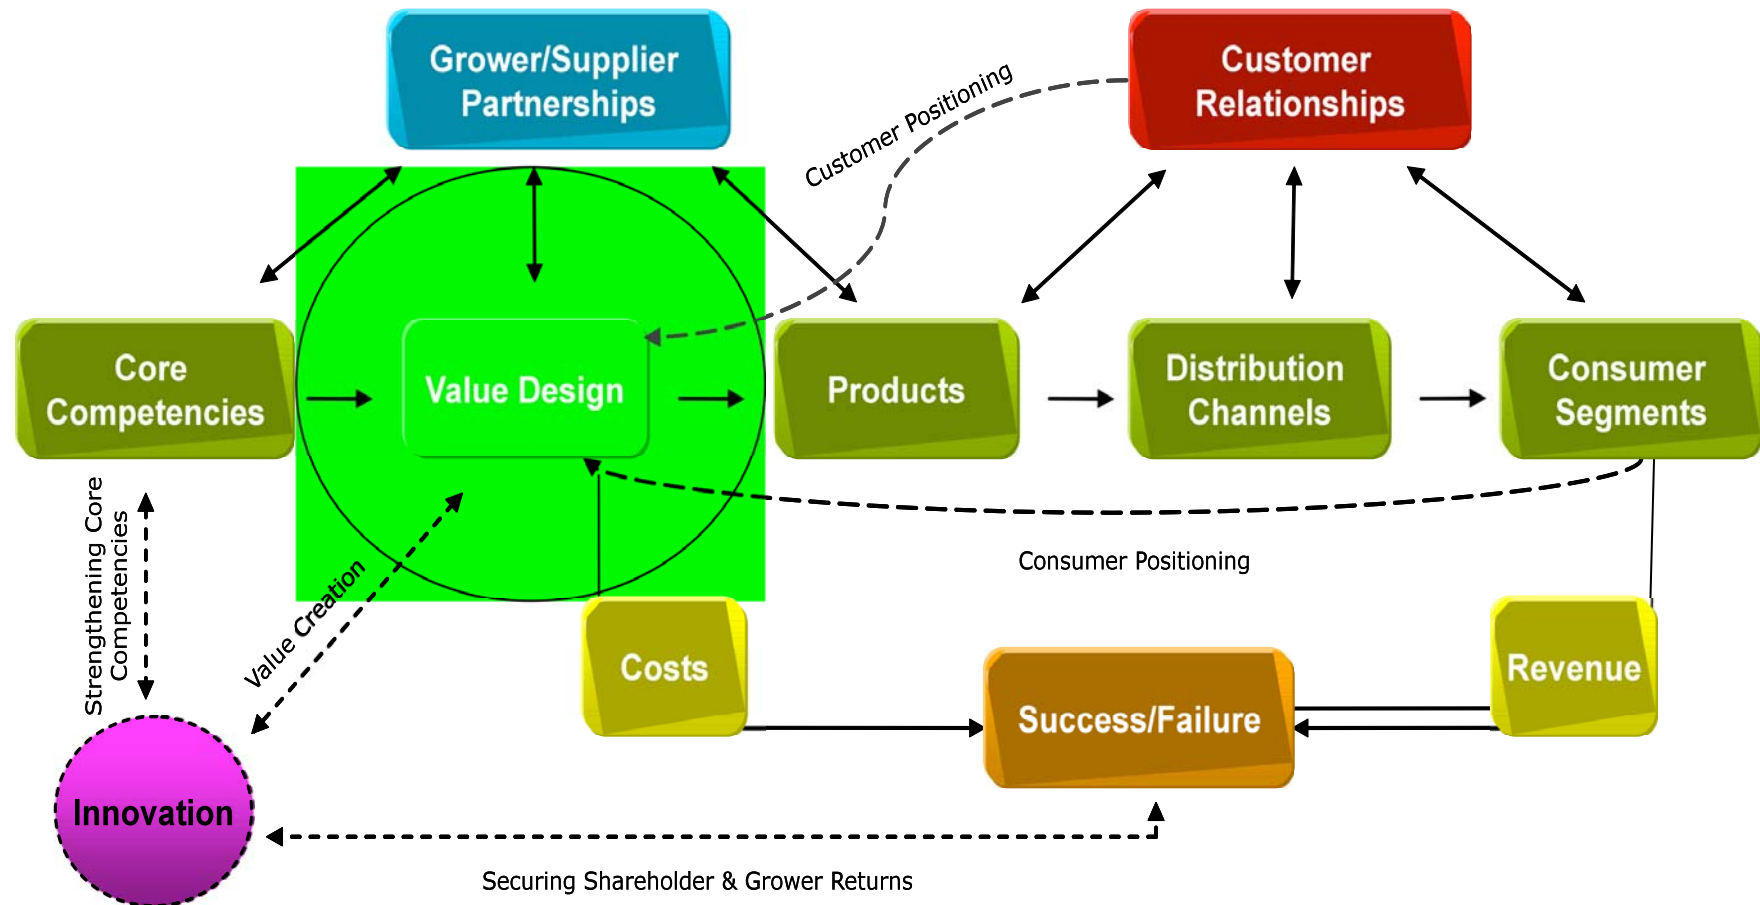 Grower/Supplier
Partnerships
Customer
Relationships
Customer Positioning
Core
Competencies
Value Design
Products
Distribution
Channels
Consumer
Segments
Strengthening Core
Competencies
Value Creation
Consumer Positioning
Costs
Success/Failure
Revenue
Innovation
Securing Shareholder & Grower Returns